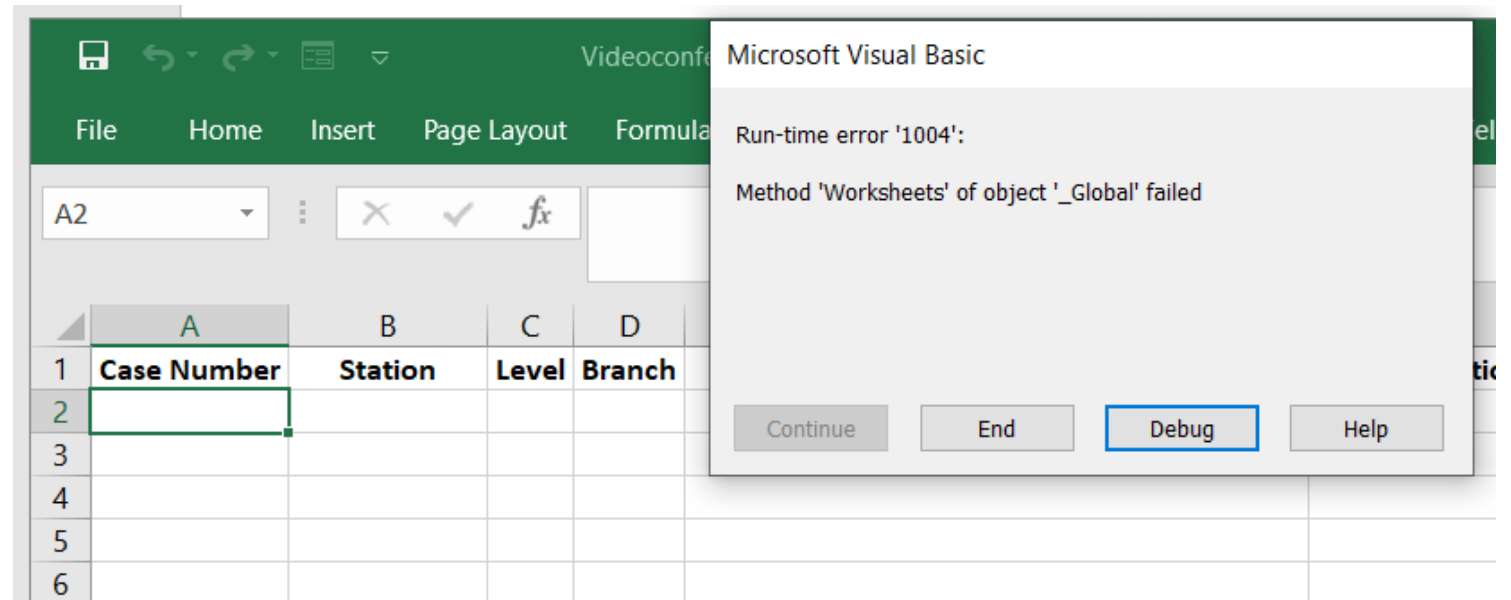 Videoconfe
Microsoft Visual Basic
File Home Insert Page Layout Formula
Run-time error '1004':
Method 'Worksheets' of object '_Global' failed
A2 fx
A B C D
1 Case Number Station Level Branch
2
3
4
5
6
Continue End Debug Help